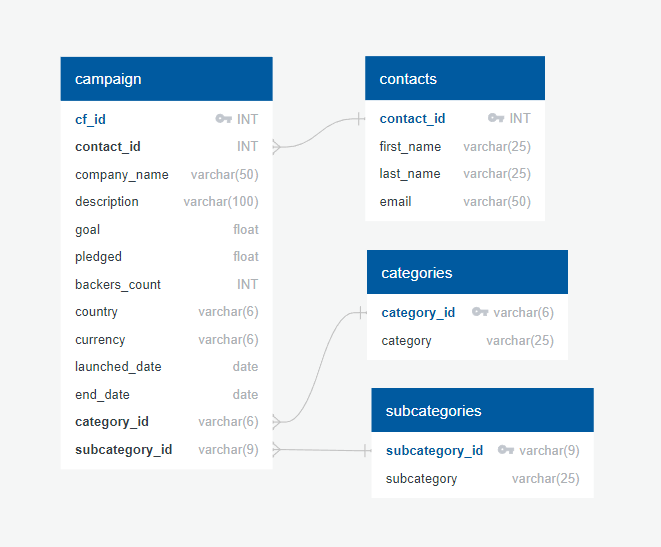 campaign
cf_id INT
contact_id INT
company_name varchar(50)
description varchar(100)
goal float
pledged float
backers_count INT
country varchar(6)
currency varchar(6)
launched_date date
end_date date
category_id varchar(6)
subcategory_id varchar(9)
contacts
contact_id INT
first_name varchar(25)
last_name varchar(25)
email varchar(50)
categories
category_id varchar(6)
category varchar(25)
subcategories
subcategory_id varchar(9)
subcategory varchar(25)